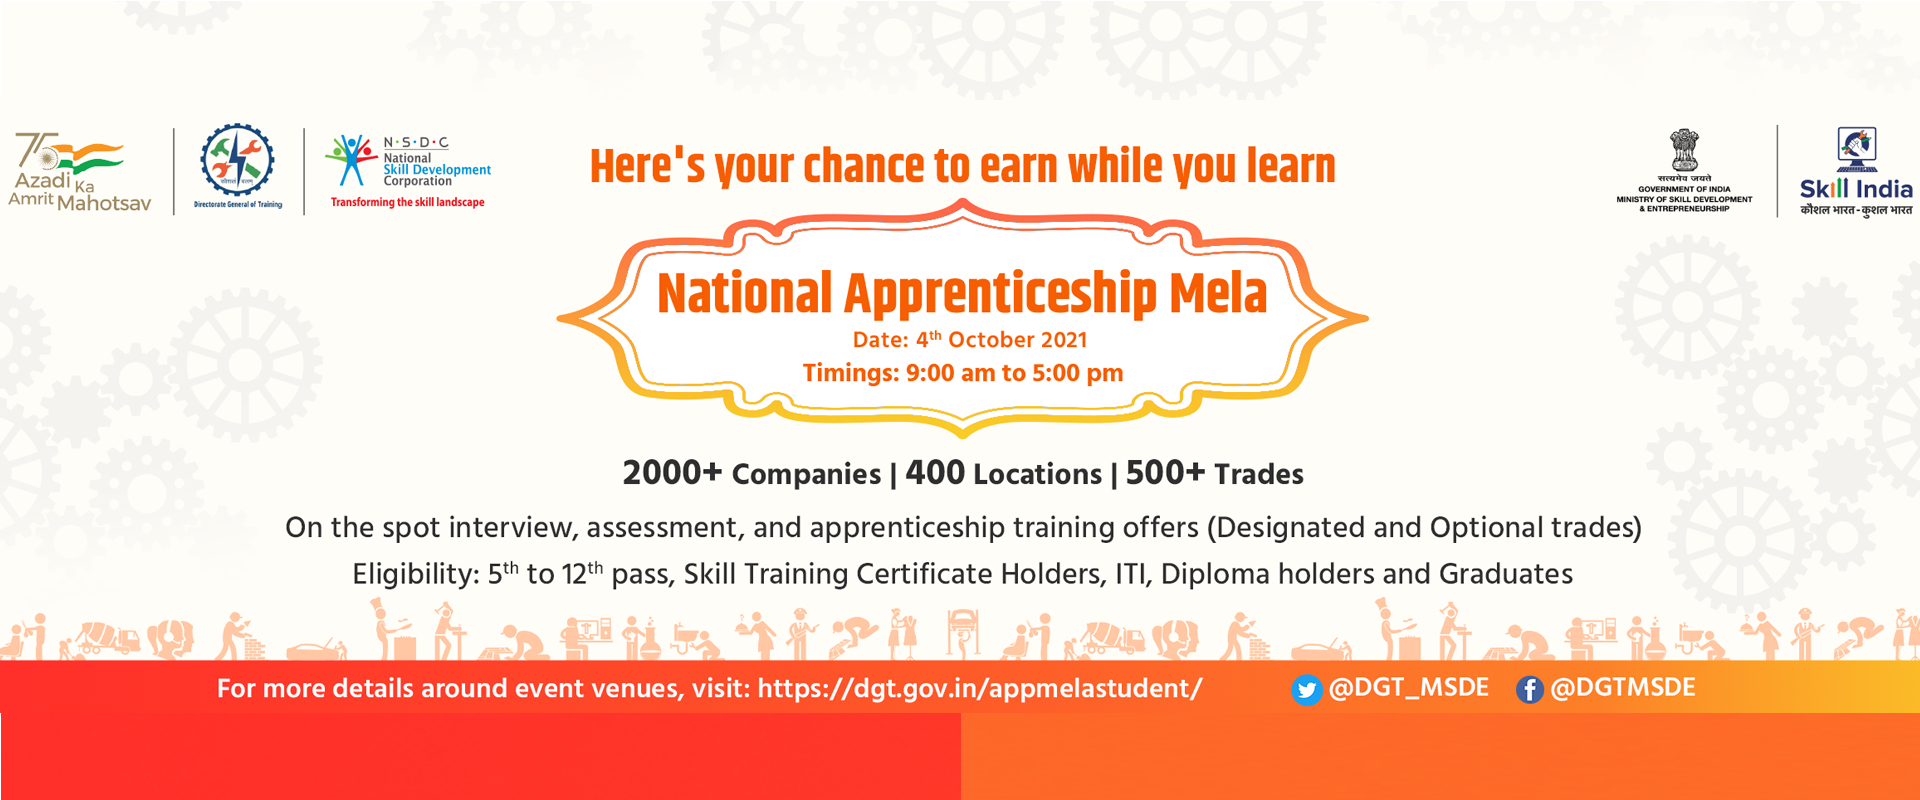 75
Azadi Ka
Amrit Mahotsav
Directorate General of Training
N·S·D·C
National
Skill Development
Corporation
Transforming the skill landscape
Here's your chance to earn while you learn
सत्यमेव जयते
GOVERNMENT OF INDIA
MINISTRY OF SKILL DEVELOPMENT
& ENTREPRENEURSHIP
Skill India
कौशल भारत - कुशल भारत
National Apprenticeship Mela
Date: 4th October 2021
Timings: 9:00 am to 5:00 pm
2000+ Companies | 400 Locations | 500+ Trades
On the spot interview, assessment, and apprenticeship training offers (Designated and Optional trades)
Eligibility: 5th to 12th pass, Skill Training Certificate Holders, ITI, Diploma holders and Graduates
For more details around event venues, visit: https://dgt.gov.in/appmelastudent/
@DGT_MSDE
@DGTMSDE